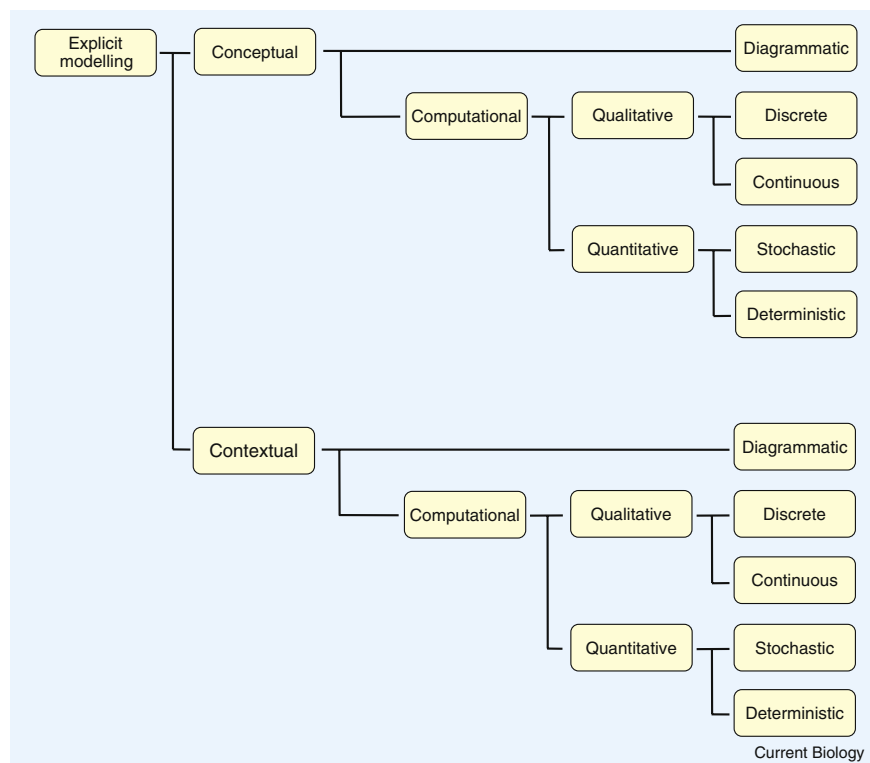 Explicit
modelling
Conceptual
Diagrammatic
Computational
Qualitative
Discrete
Continuous
Quantitative
Stochastic
Deterministic
Contextual
Diagrammatic
Computational
Qualitative
Discrete
Continuous
Quantitative
Stochastic
Deterministic
Current Biology